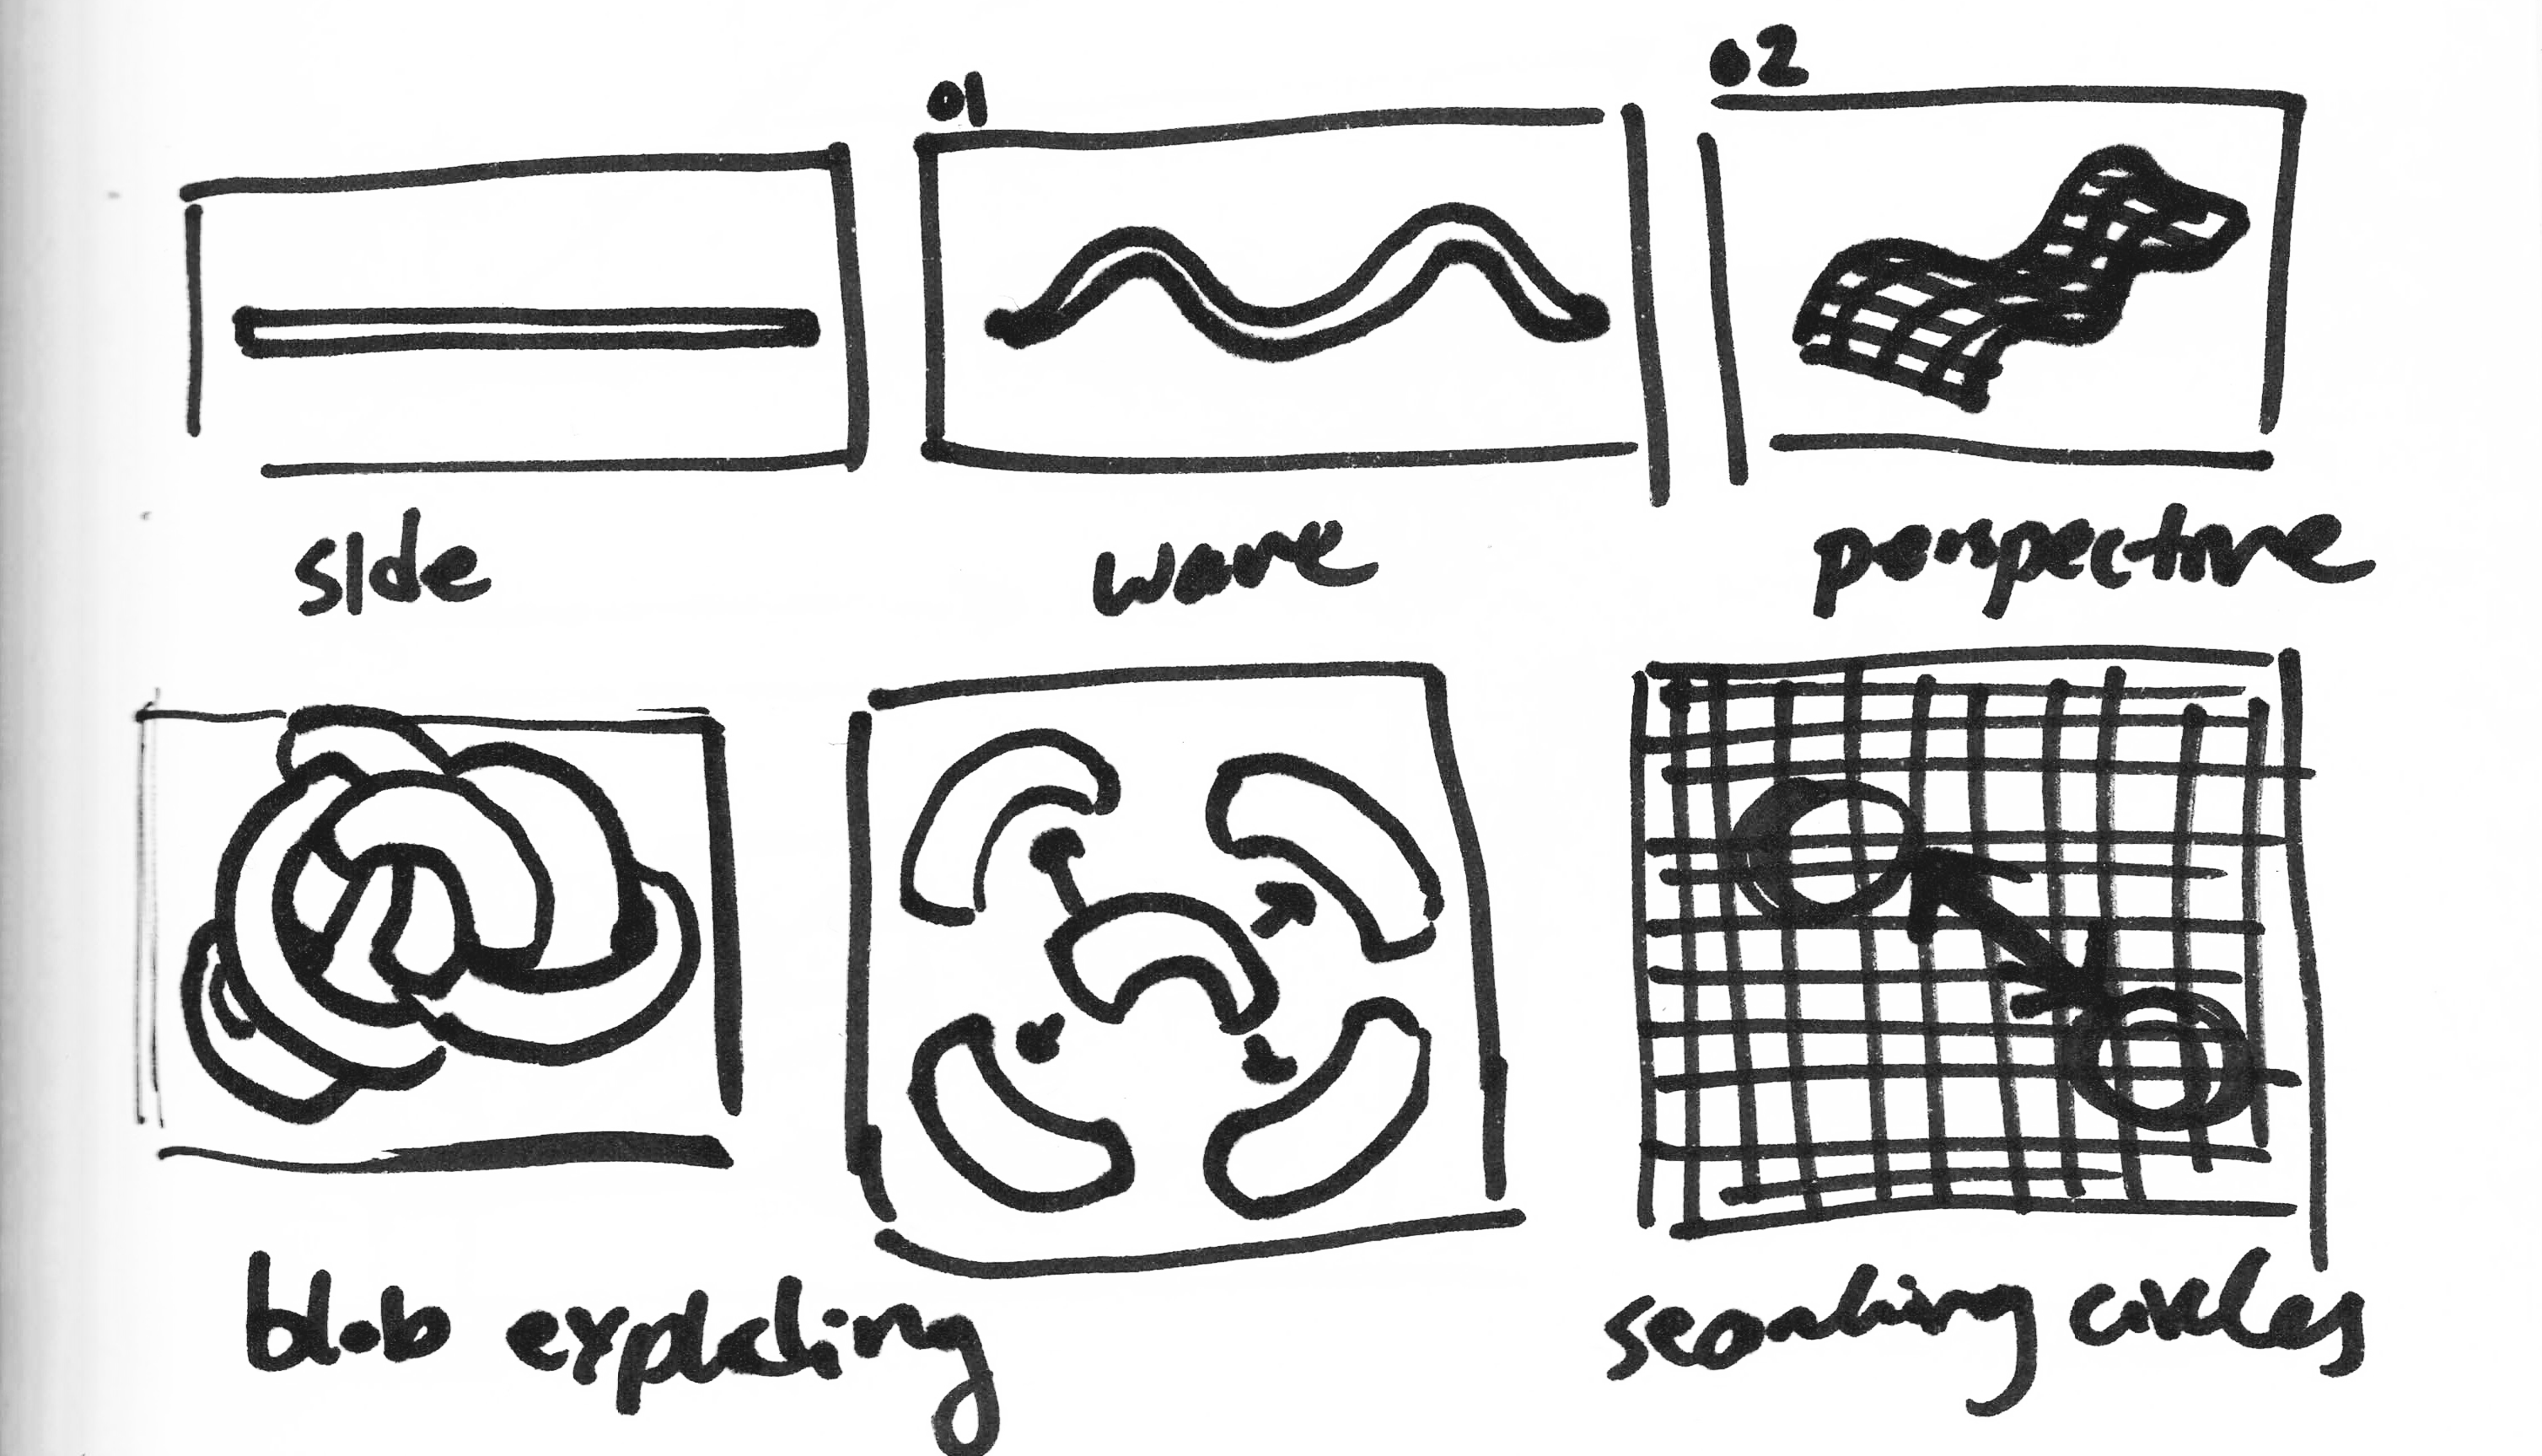 01
02
side
wave
perspective
blob exploding
searching circles